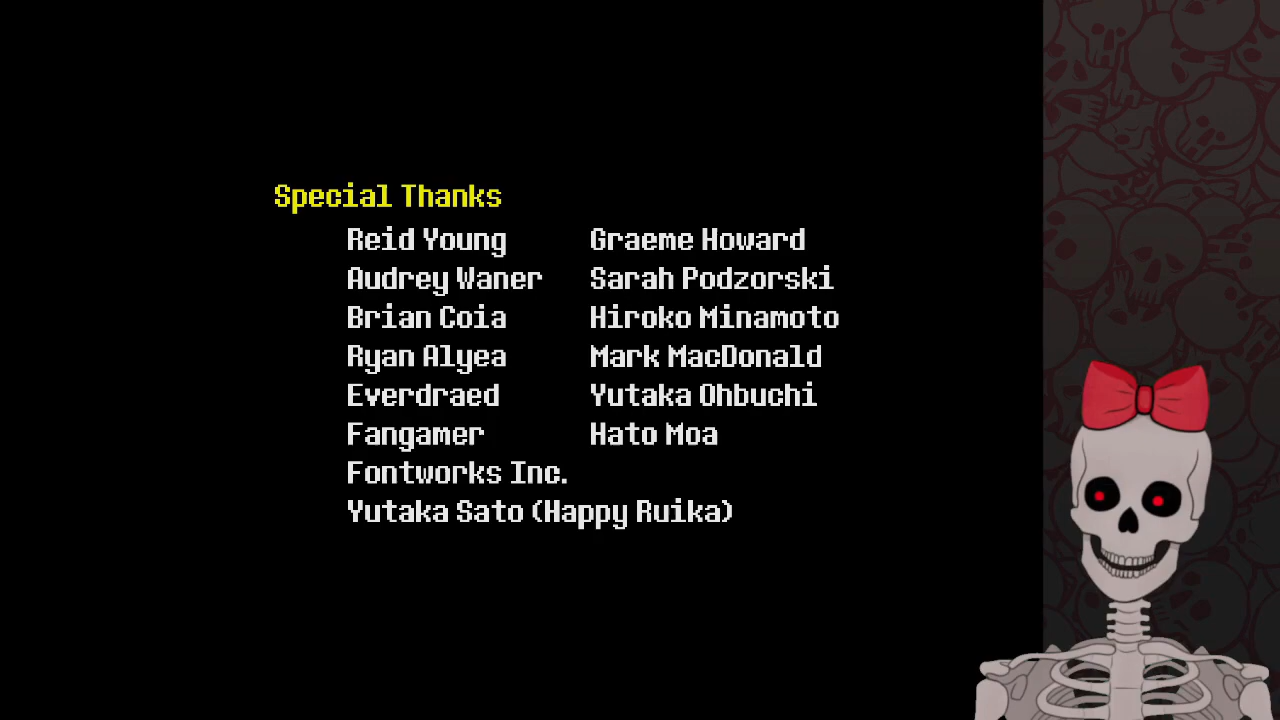 Special Thanks
Reid Young Graeme Howard
Audrey Waner Sarah Podzorski
Brian Coia Hiroko Minamoto
Ryan Alyea Mark MacDonald
Everdraed Yutaka Ohbuchi
Fangamer Hato Moa
Fontworks Inc.
Yutaka Sato (Happy Ruika)